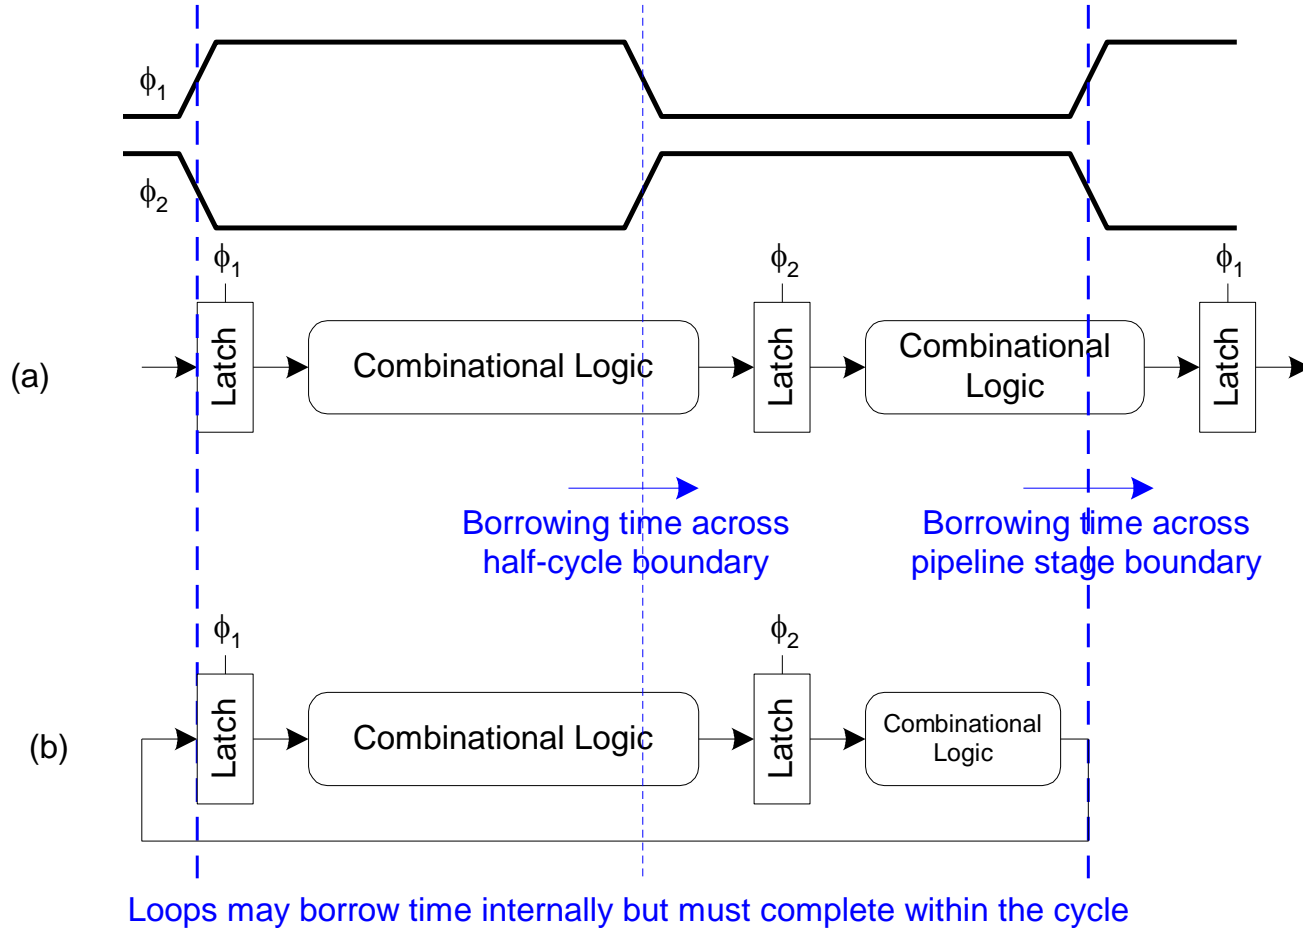 ϕ1
ϕ2
ϕ1 ϕ2 ϕ1
(a) Latch Combinational Logic Latch Combinational Logic Latch
Borrowing time across
half-cycle boundary
Borrowing time across
pipeline stage boundary
ϕ1 ϕ2
(b) Latch Combinational Logic Latch Combinational Logic
Loops may borrow time internally but must complete within the cycle